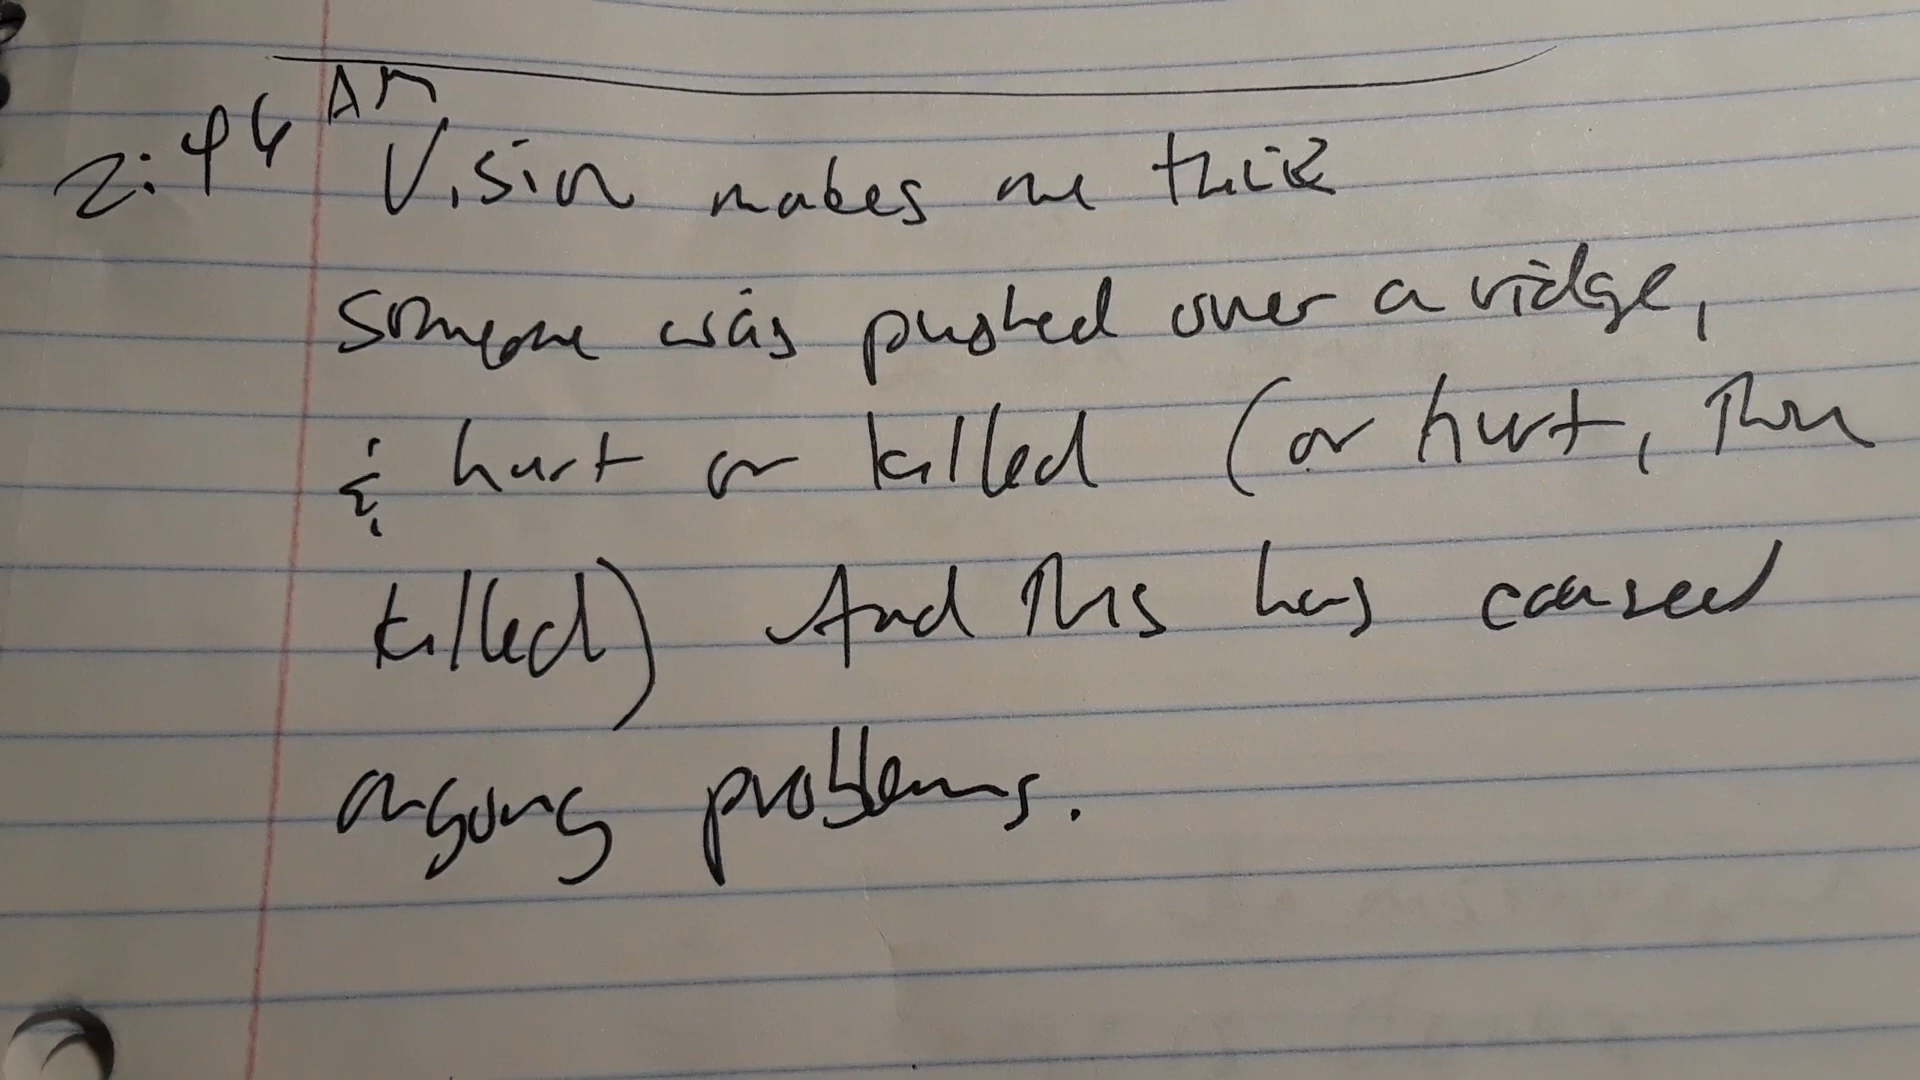 2:46 AM Vision makes me think
someone was pushed over a ridge,
& hurt or killed (or hurt, then
killed) And this has caused
ongoing problems.